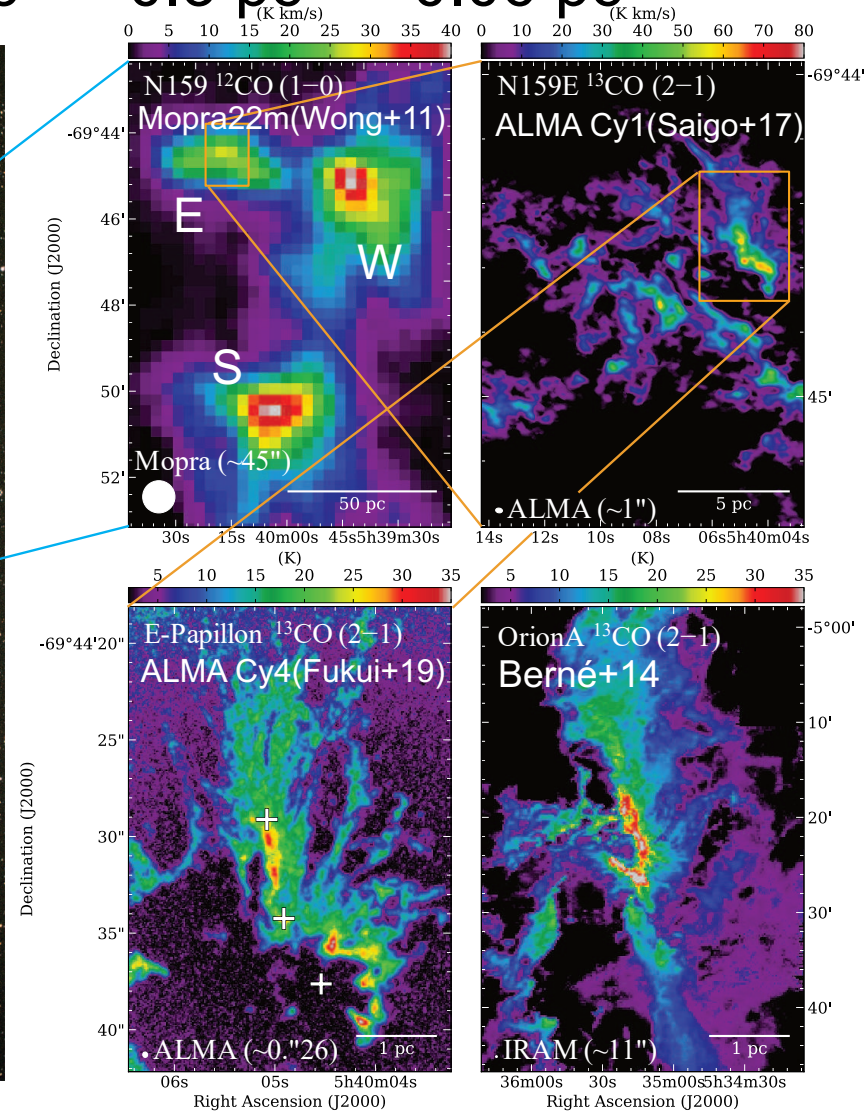 (K km/s)
0 5 10 15 20 25 30 35 40
N159 ¹²CO (1−0)
Mopra22m(Wong+11)
-69°44'
46'
48'
50'
52'
Declination (J2000)
E
W
S
Mopra (~45")
50 pc
30s 15s 40m00s 45s5h39m30s
(K km/s)
0 10 20 30 40 50 60 70 80
N159E ¹³CO (2−1)
ALMA Cy1(Saigo+17)
-69°44'
45'
ALMA (~1")
5 pc
14s 12s 10s 08s 06s5h40m04s
(K)
5 10 15 20 25 30 35
E-Papillon ¹³CO (2−1)
ALMA Cy4(Fukui+19)
-69°44'20"
25"
30"
35"
40"
Declination (J2000)
ALMA (~0."26)
1 pc
06s 05s 5h40m04s
Right Ascension (J2000)
(K)
5 10 15 20 25 30 35
OrionA ¹³CO (2−1)
Berné+14
-5°00'
10'
20'
30'
40'
IRAM (~11")
1 pc
36m00s 30s 35m00s5h34m30s
Right Ascension (J2000)